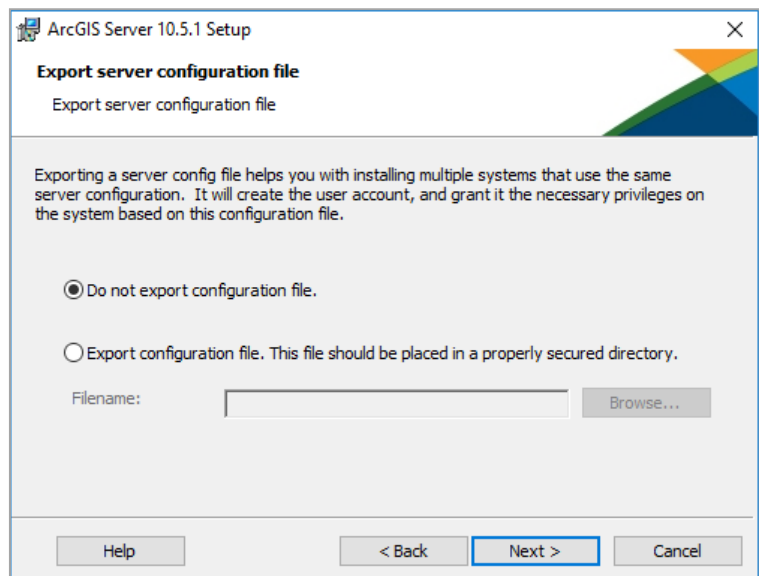 ArcGIS Server 10.5.1 Setup
Export server configuration file
Export server configuration file
Exporting a server config file helps you with installing multiple systems that use the same
server configuration.  It will create the user account, and grant it the necessary privileges on
the system based on this configuration file.
Do not export configuration file.
Export configuration file. This file should be placed in a properly secured directory.
Filename:
Browse...
Help
< Back
Next >
Cancel